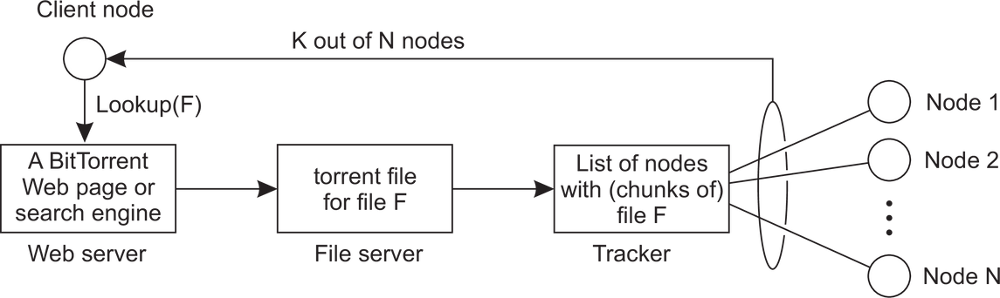 Client node
K out of N nodes
Lookup(F)
A BitTorrent
Web page or
search engine
Web server
torrent file
for file F
File server
List of nodes
with (chunks of)
file F
Tracker
Node 1
Node 2
Node N